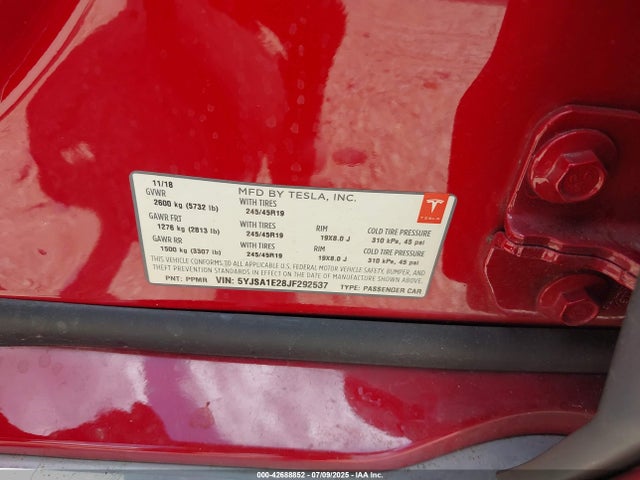 11/18 MFD BY TESLA, INC.
GVWR
2600 kg (5732 lb) WITH TIRES 245/45R19
GAWR FRT WITH TIRES RIM COLD TIRE PRESSURE
1276 kg (2813 lb) 245/45R19 19X8.0 J 310 kPa, 45 psi
GAWR RR WITH TIRES RIM COLD TIRE PRESSURE
1500 kg (3307 lb) 245/45R19 19X8.0 J 310 kPa, 45 psi
THIS VEHICLE CONFORMS TO ALL APPLICABLE U.S. FEDERAL MOTOR VEHICLE SAFETY, BUMPER, AND
THEFT PREVENTION STANDARDS IN EFFECT ON THE DATE OF MANUFACTURE SHOWN ABOVE.
PNT: PPMR VIN: 5YJSA1E28JF292537 TYPE: PASSENGER CAR
TESLA
000-42688852 07/09/2025 - IAA Inc.